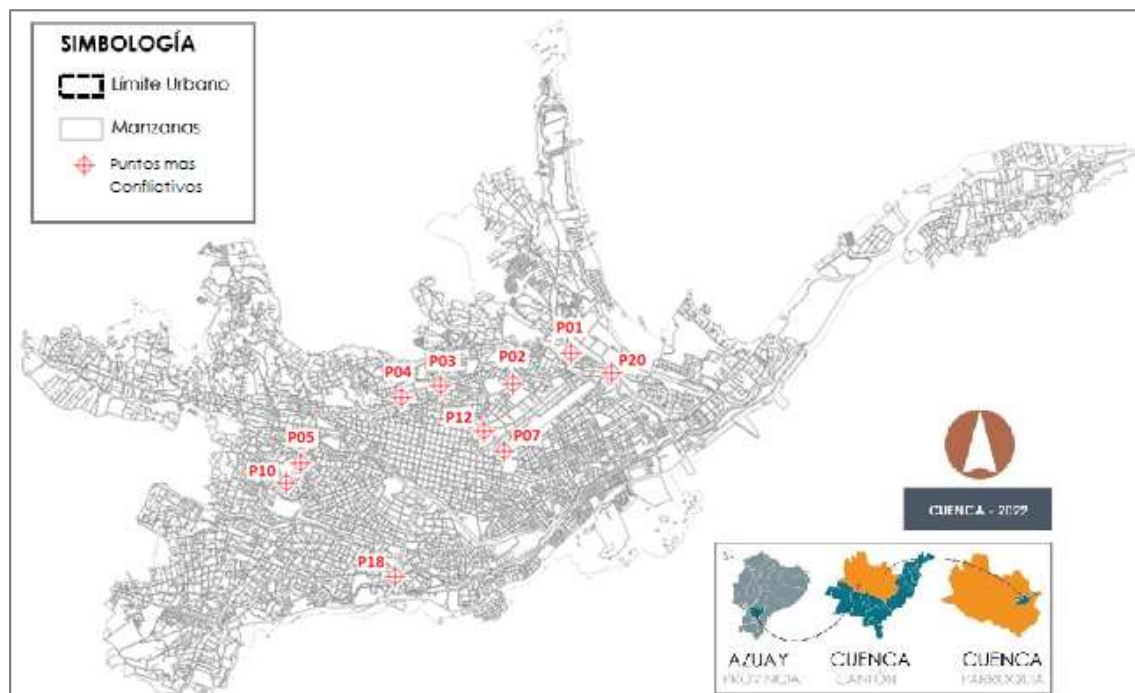 SIMBOLOGÍA
Límite Urbano
Manzanas
Puntos mas
Conflictivos
P01
P20
P02
P03
P04
P12
P07
P05
P10
P18
CUENCA - 2022
AZUAY
PROVINCIA
CUENCA
CANTÓN
CUENCA
PARROQUIA